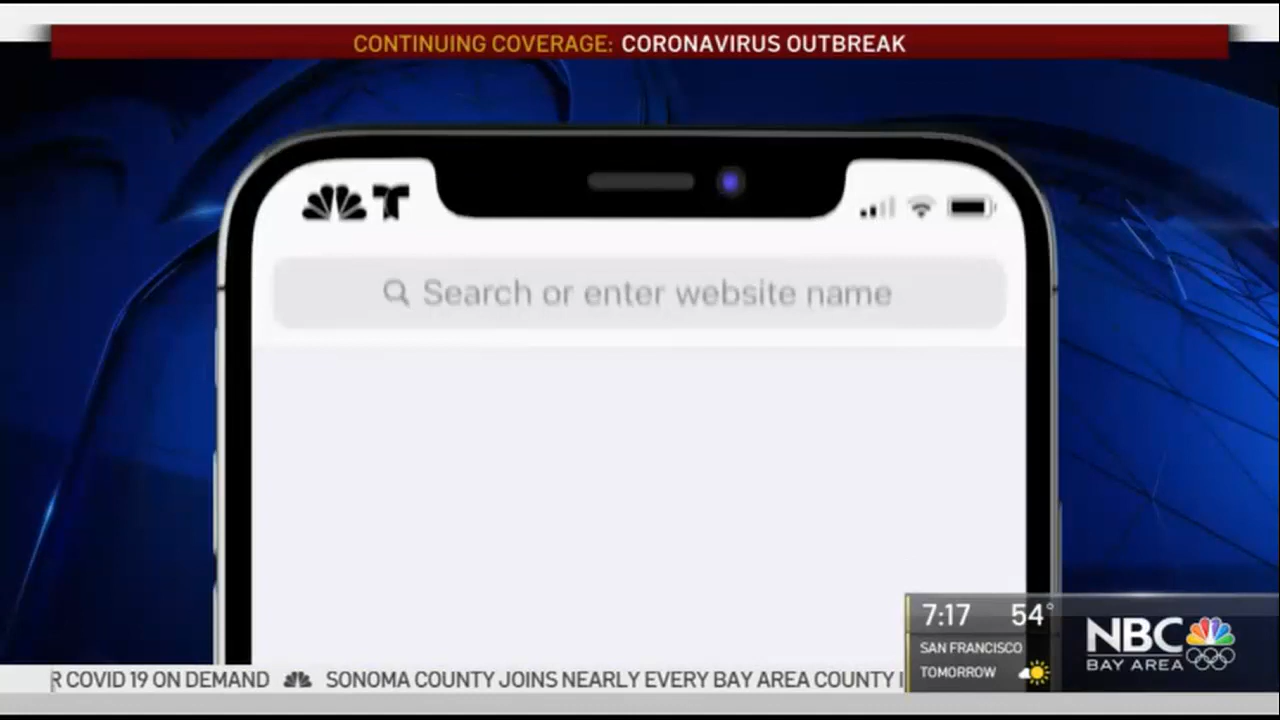 CONTINUING COVERAGE: CORONAVIRUS OUTBREAK
Search or enter website name
7:17 54°
SAN FRANCISCO
TOMORROW
NBC
BAY AREA
R COVID 19 ON DEMAND SONOMA COUNTY JOINS NEARLY EVERY BAY AREA COUNTY